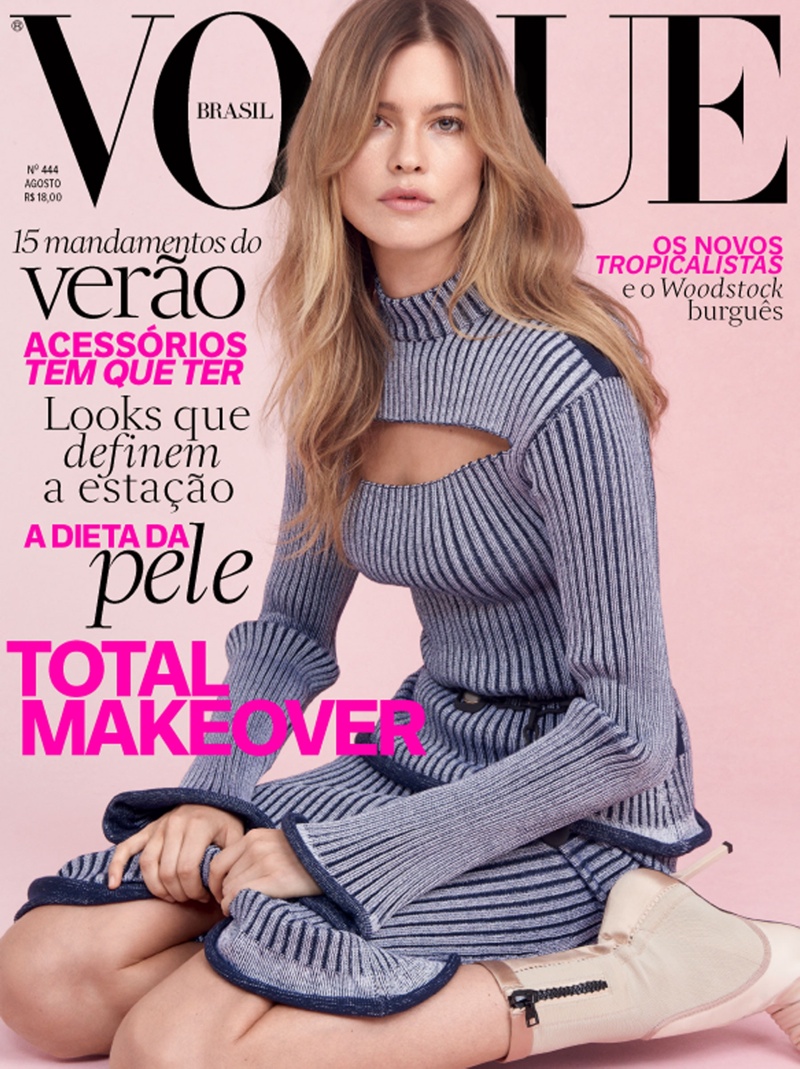 ®
VOGUE
BRASIL
Nº 444
AGOSTO
R$ 18,00
15 mandamentos do
verão
ACESSÓRIOS
TEM QUE TER
Looks que
definem
a estação
A DIETA DA
pele
TOTAL
MAKEOVER
OS NOVOS
TROPICALISTAS
e o Woodstock
burguês